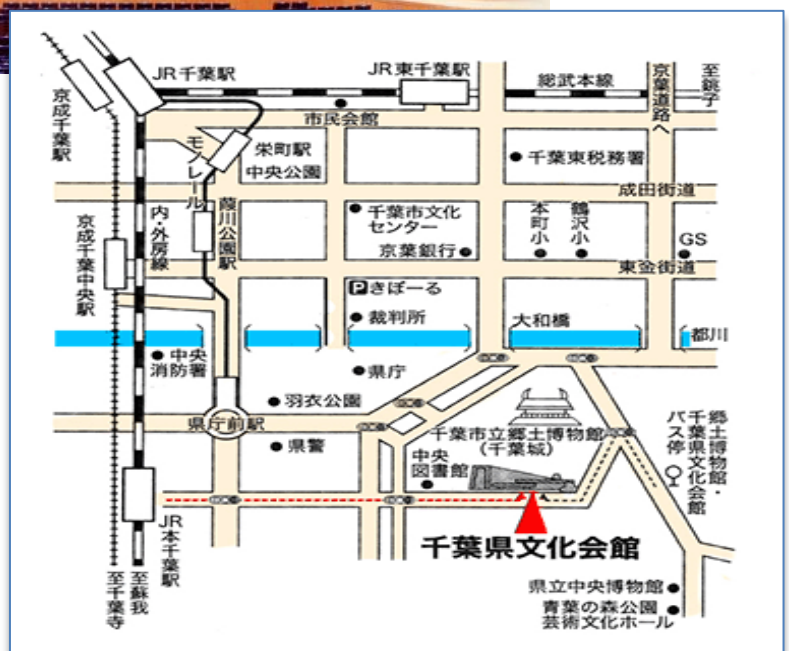 JR千葉駅
JR東千葉駅
総武本線
京葉道路へ
至銚子
京成千葉駅
市民会館
モノレール
栄町駅
中央公園
千葉東税務署
成田街道
内・外房線
葭川公園駅
千葉市文化
センター
京葉銀行
本町小
鶴沢小
GS
京成千葉中央駅
東金街道
Pきぼーる
裁判所
大和橋
都川
中央
消防署
県庁
羽衣公園
県庁前駅
千葉市立郷土博物館
(千葉城)
郷土博物館・
千葉県文化会館
バス停
県警
中央
図書館
JR本千葉駅
千葉県文化会館
至蘇我
至千葉寺
県立中央博物館
青葉の森公園
芸術文化ホール